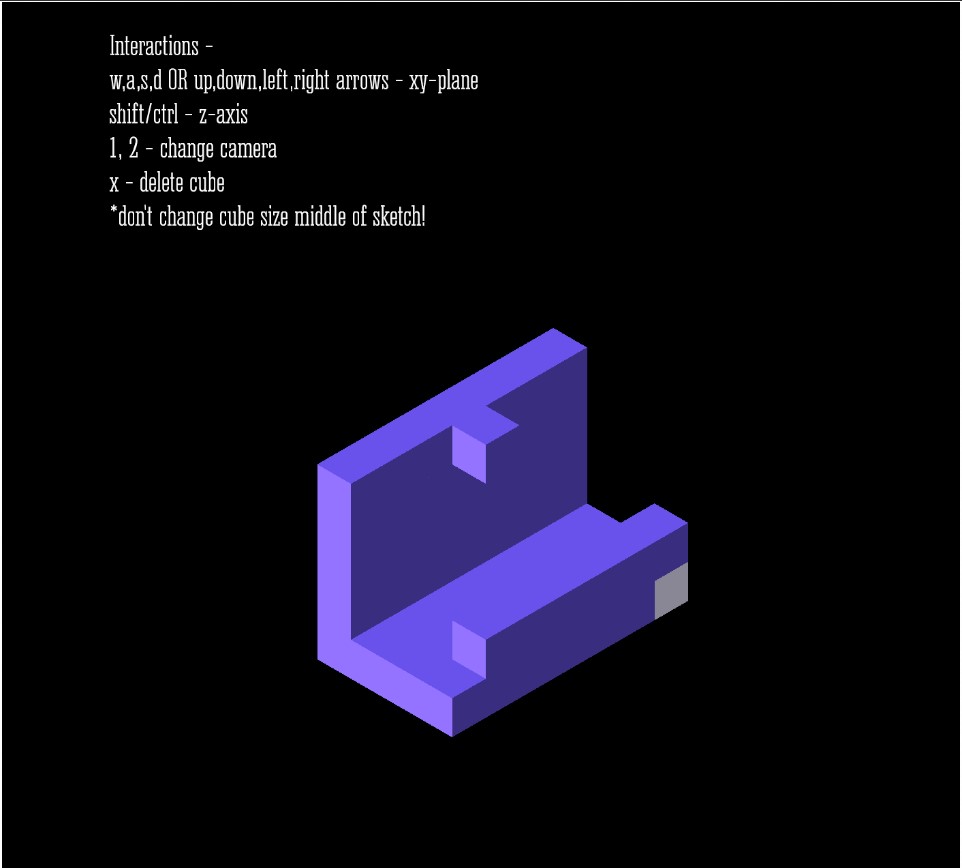 Interactions -
w,a,s,d OR up,down,left,right arrows - xy-plane
shift/ctrl - z-axis
1, 2 - change camera
x - delete cube
*don't change cube size middle of sketch!